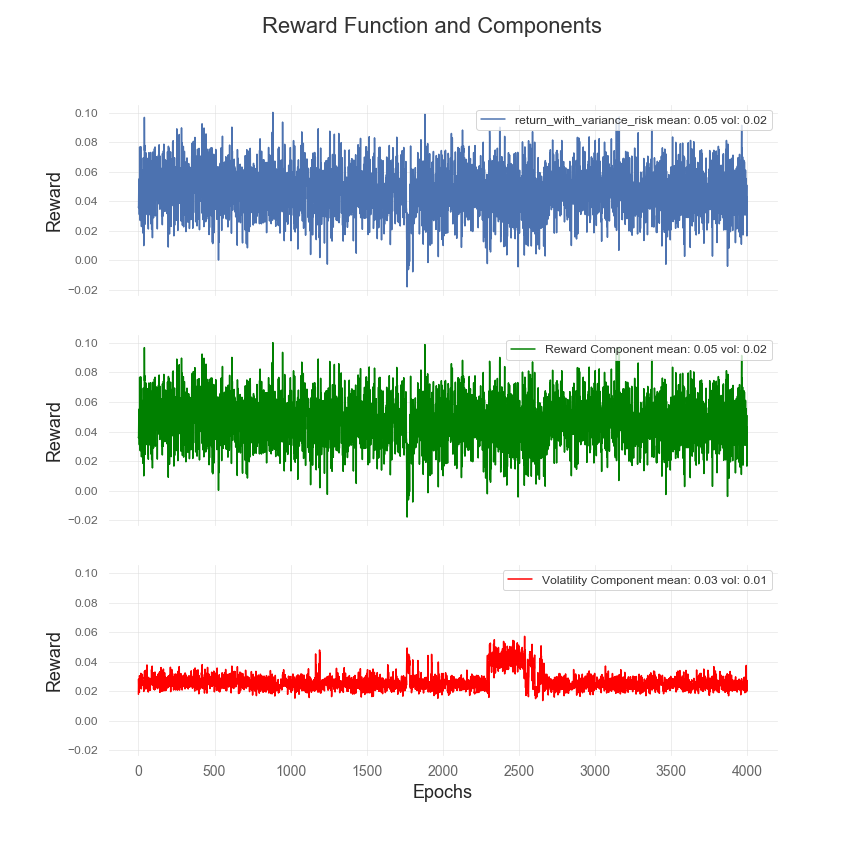 Reward Function and Components
return_with_variance_risk mean: 0.05 vol: 0.02
0.10
0.08
0.06
0.04
0.02
0.00
−0.02
Reward
Reward Component mean: 0.05 vol: 0.02
0.10
0.08
0.06
0.04
0.02
0.00
−0.02
Reward
Volatility Component mean: 0.03 vol: 0.01
0.10
0.08
0.06
0.04
0.02
0.00
−0.02
Reward
0 500 1000 1500 2000 2500 3000 3500 4000
Epochs